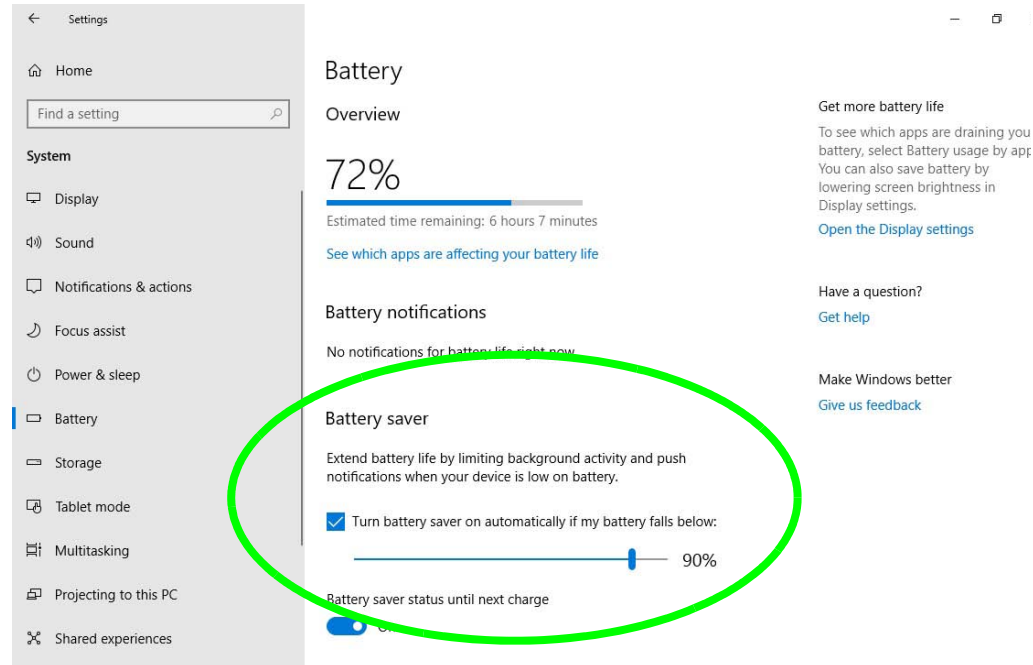 Settings
Home
Find a setting
System
Display
Sound
Notifications & actions
Focus assist
Power & sleep
Battery
Storage
Tablet mode
Multitasking
Projecting to this PC
Shared experiences
Battery
Overview
72%
Estimated time remaining: 6 hours 7 minutes
See which apps are affecting your battery life
Battery notifications
No notifications for battery life right now
Battery saver
Extend battery life by limiting background activity and push
notifications when your device is low on battery.
Turn battery saver on automatically if my battery falls below:
90%
Battery saver status until next charge
Get more battery life
To see which apps are draining you
battery, select Battery usage by app
You can also save battery by
lowering screen brightness in
Display settings.
Open the Display settings
Have a question?
Get help
Make Windows better
Give us feedback